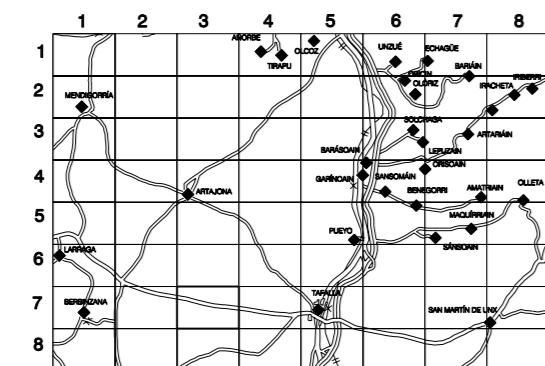 1 2 3 4 5 6 7 8
1
AÑORBE
OLCOZ
TIRAPU
UNZUÉ
ECHAGÜE
BARIÁIN
2
MENDIGORRÍA
ORICIN
OLÓRIZ
IRACHETA
IRIBERRI
3
SOLCHAGA
LEPUZAIN
ARTARIÁIN
BARÁSOAIN
ORISOAIN
4
GARÍNOAIN
SANSOMÁIN
ARTAJONA
BENEGORRI
AMATRIAIN
OLLETA
5
PUEYO
MAQUÍRRIAIN
SÁNSOAIN
6
LARRAGA
7
BERBINZANA
TAFALLA
SAN MARTÍN DE UNX
8